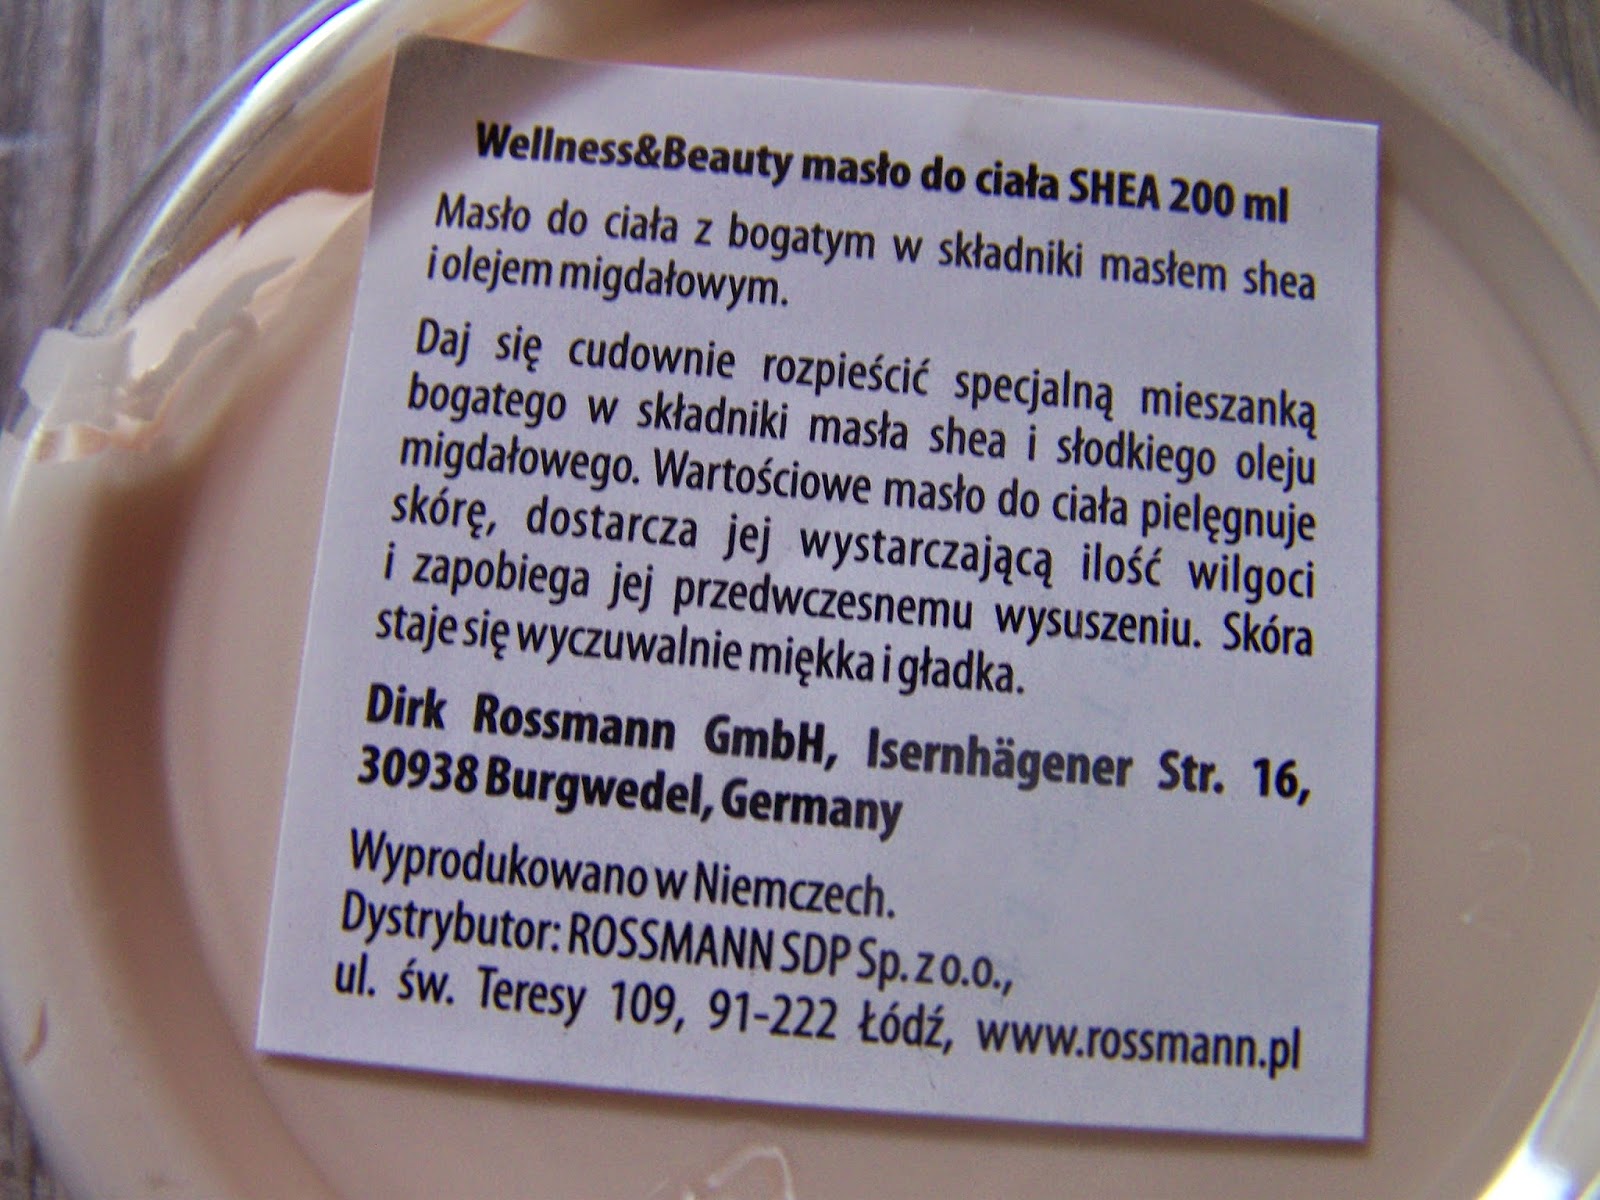 Wellness&Beauty masło do ciała SHEA 200 ml
Masło do ciała z bogatym w składniki masłem shea
i olejem migdałowym.
Daj się cudownie rozpieścić specjalną mieszanką
bogatego w składniki masła shea i słodkiego oleju
migdałowego. Wartościowe masło do ciała pielęgnuje
skórę, dostarcza jej wystarczającą ilość wilgoci
i zapobiega jej przedwczesnemu wysuszeniu. Skóra
staje się wyczuwalnie miękka i gładka.
Dirk Rossmann GmbH, Isernhägener Str. 16,
30938 Burgwedel, Germany
Wyprodukowano w Niemczech.
Dystrybutor: ROSSMANN SDP Sp. z o.o.,
ul. św. Teresy 109, 91-222 Łódź, www.rossmann.pl